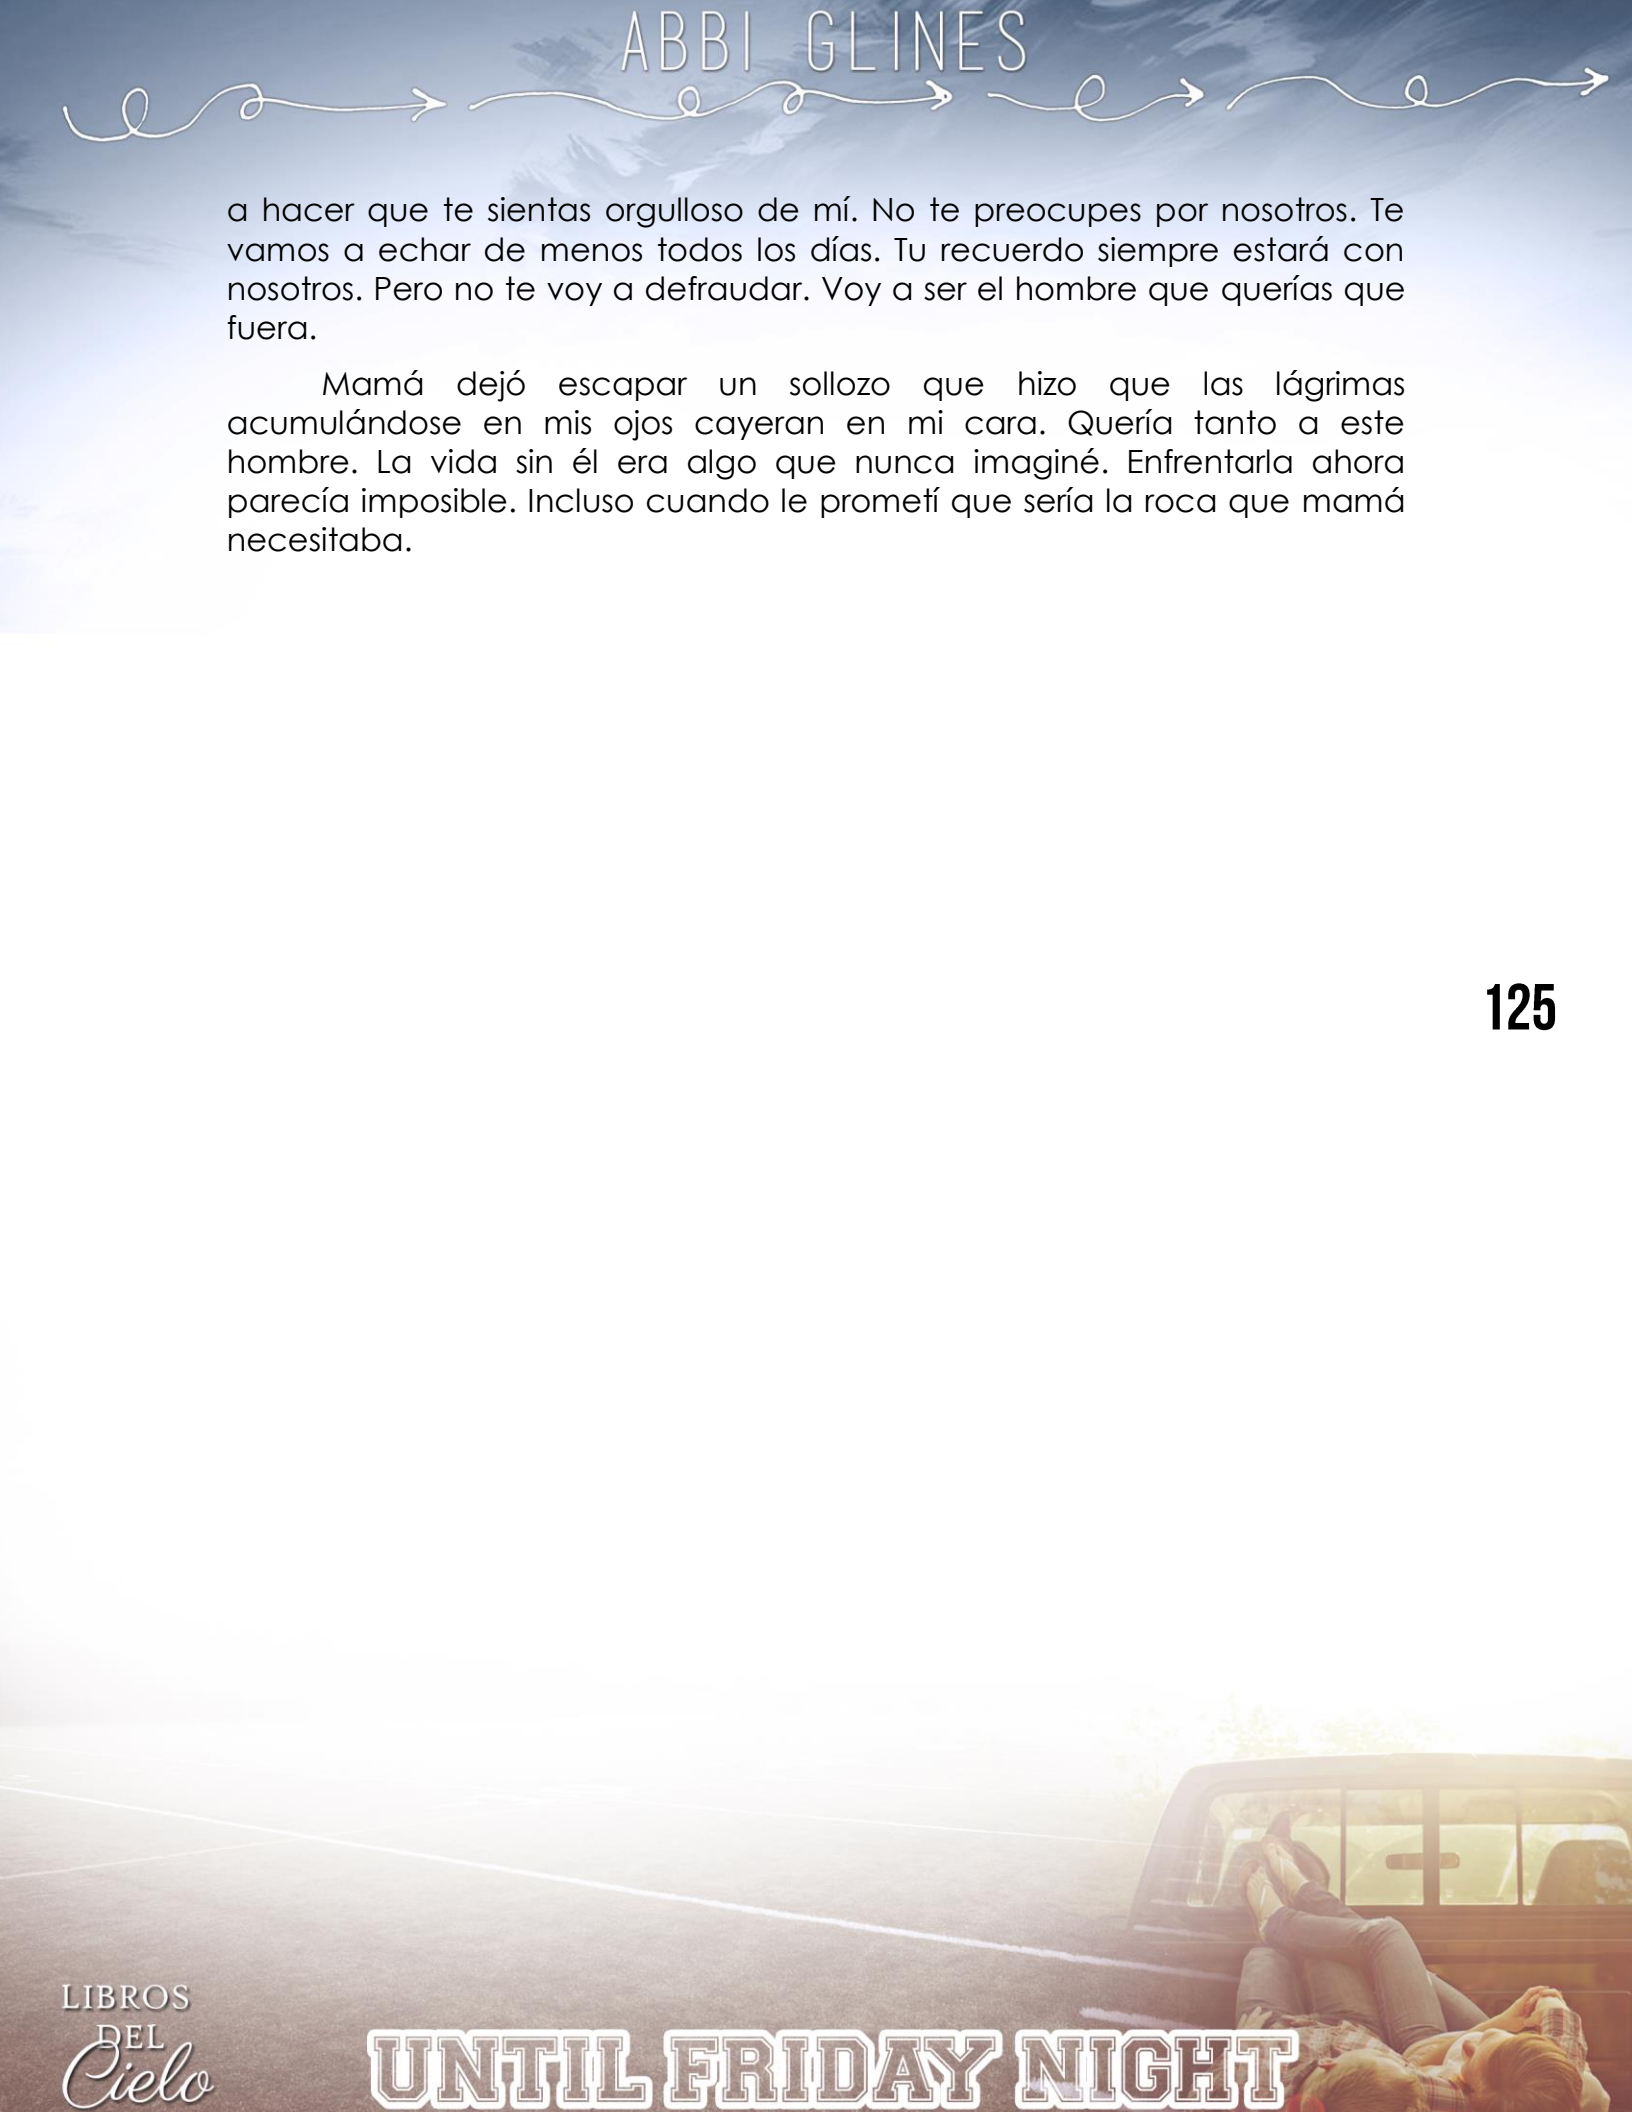 ABBI GLINES
a hacer que te sientas orgulloso de mí. No te preocupes por nosotros. Te
vamos a echar de menos todos los días. Tu recuerdo siempre estará con
nosotros. Pero no te voy a defraudar. Voy a ser el hombre que querías que
fuera.
Mamá dejó escapar un sollozo que hizo que las lágrimas
acumulándose en mis ojos cayeran en mi cara. Quería tanto a este
hombre. La vida sin él era algo que nunca imaginé. Enfrentarla ahora
parecía imposible. Incluso cuando le prometí que sería la roca que mamá
necesitaba.
125
LIBROS
DEL
Cielo
UNTIL FRIDAY NIGHT